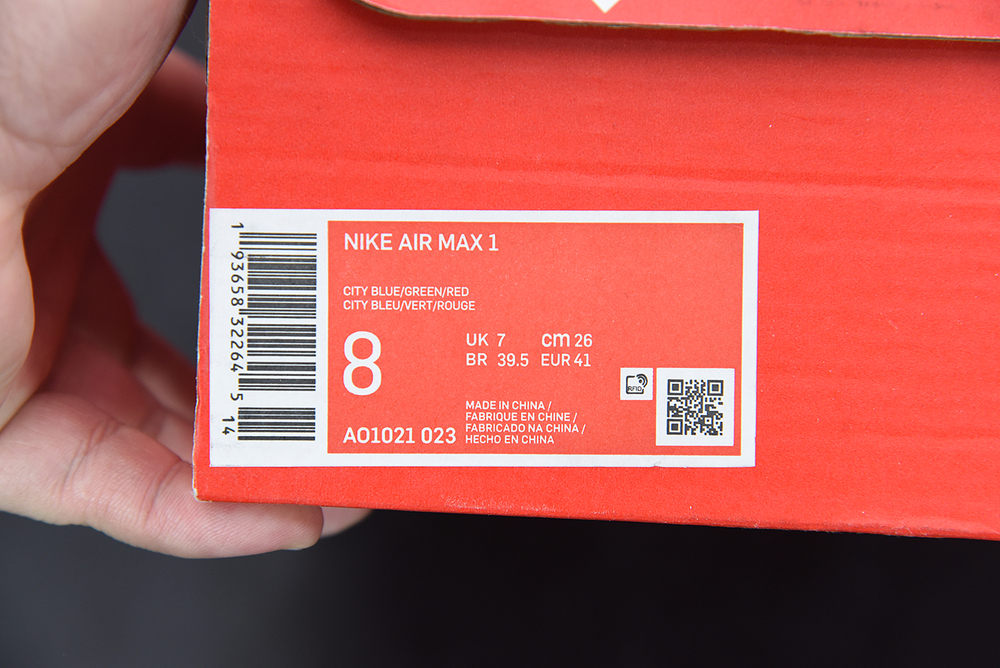 NIKE AIR MAX 1
CITY BLUE/GREEN/RED
CITY BLEU/VERT/ROUGE
8
UK 7 cm 26
BR 39.5 EUR 41
RFID
MADE IN CHINA /
FABRIQUE EN CHINE /
FABRICADO NA CHINA /
HECHO EN CHINA
AO1021 023
1 93658 32264 5 14